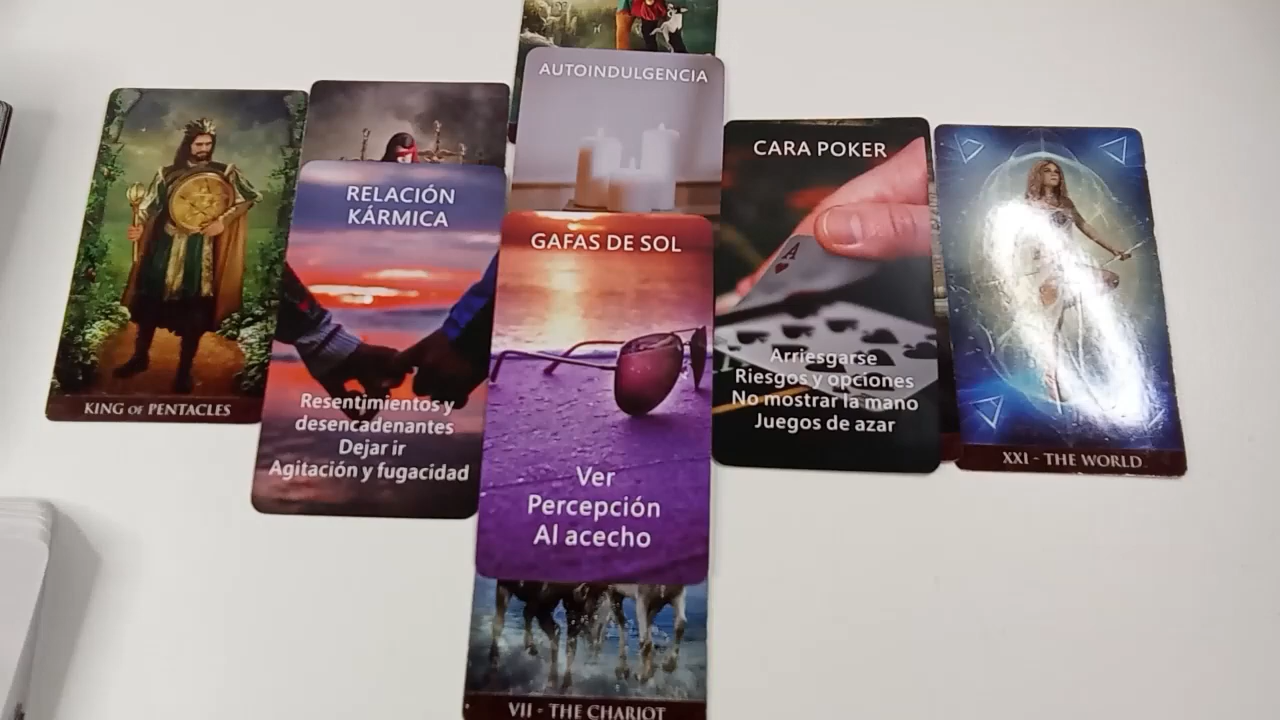 AUTOINDULGENCIA
KING OF PENTACLES
RELACIÓN
KÁRMICA
Resentimientos y
desencadenantes
Dejar ir
Agitación y fugacidad
GAFAS DE SOL
Ver
Percepción
Al acecho
CARA POKER
A
Arriesgarse
Riesgos y opciones
No mostrar la mano
Juegos de azar
XXI - THE WORLD
VII - THE CHARIOT